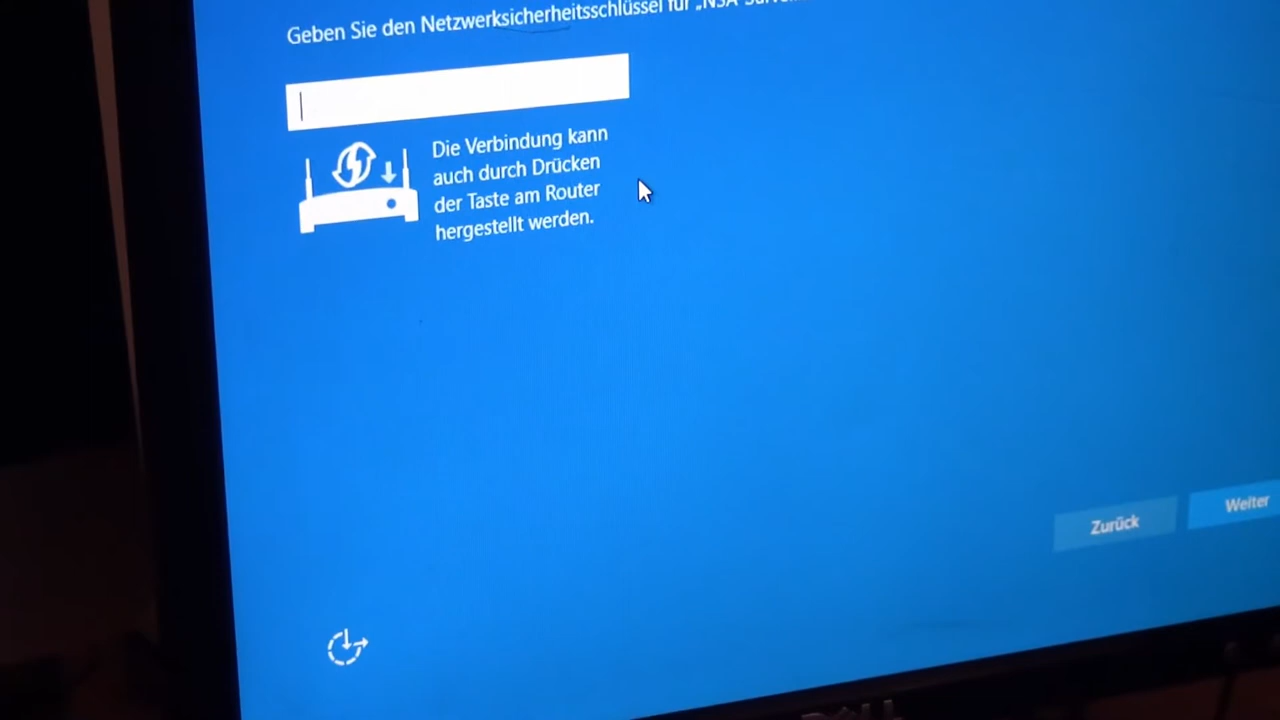 Geben Sie den Netzwerksicherheitsschlüssel für „NSA
Die Verbindung kann
auch durch Drücken
der Taste am Router
hergestellt werden.
Zurück
Weiter